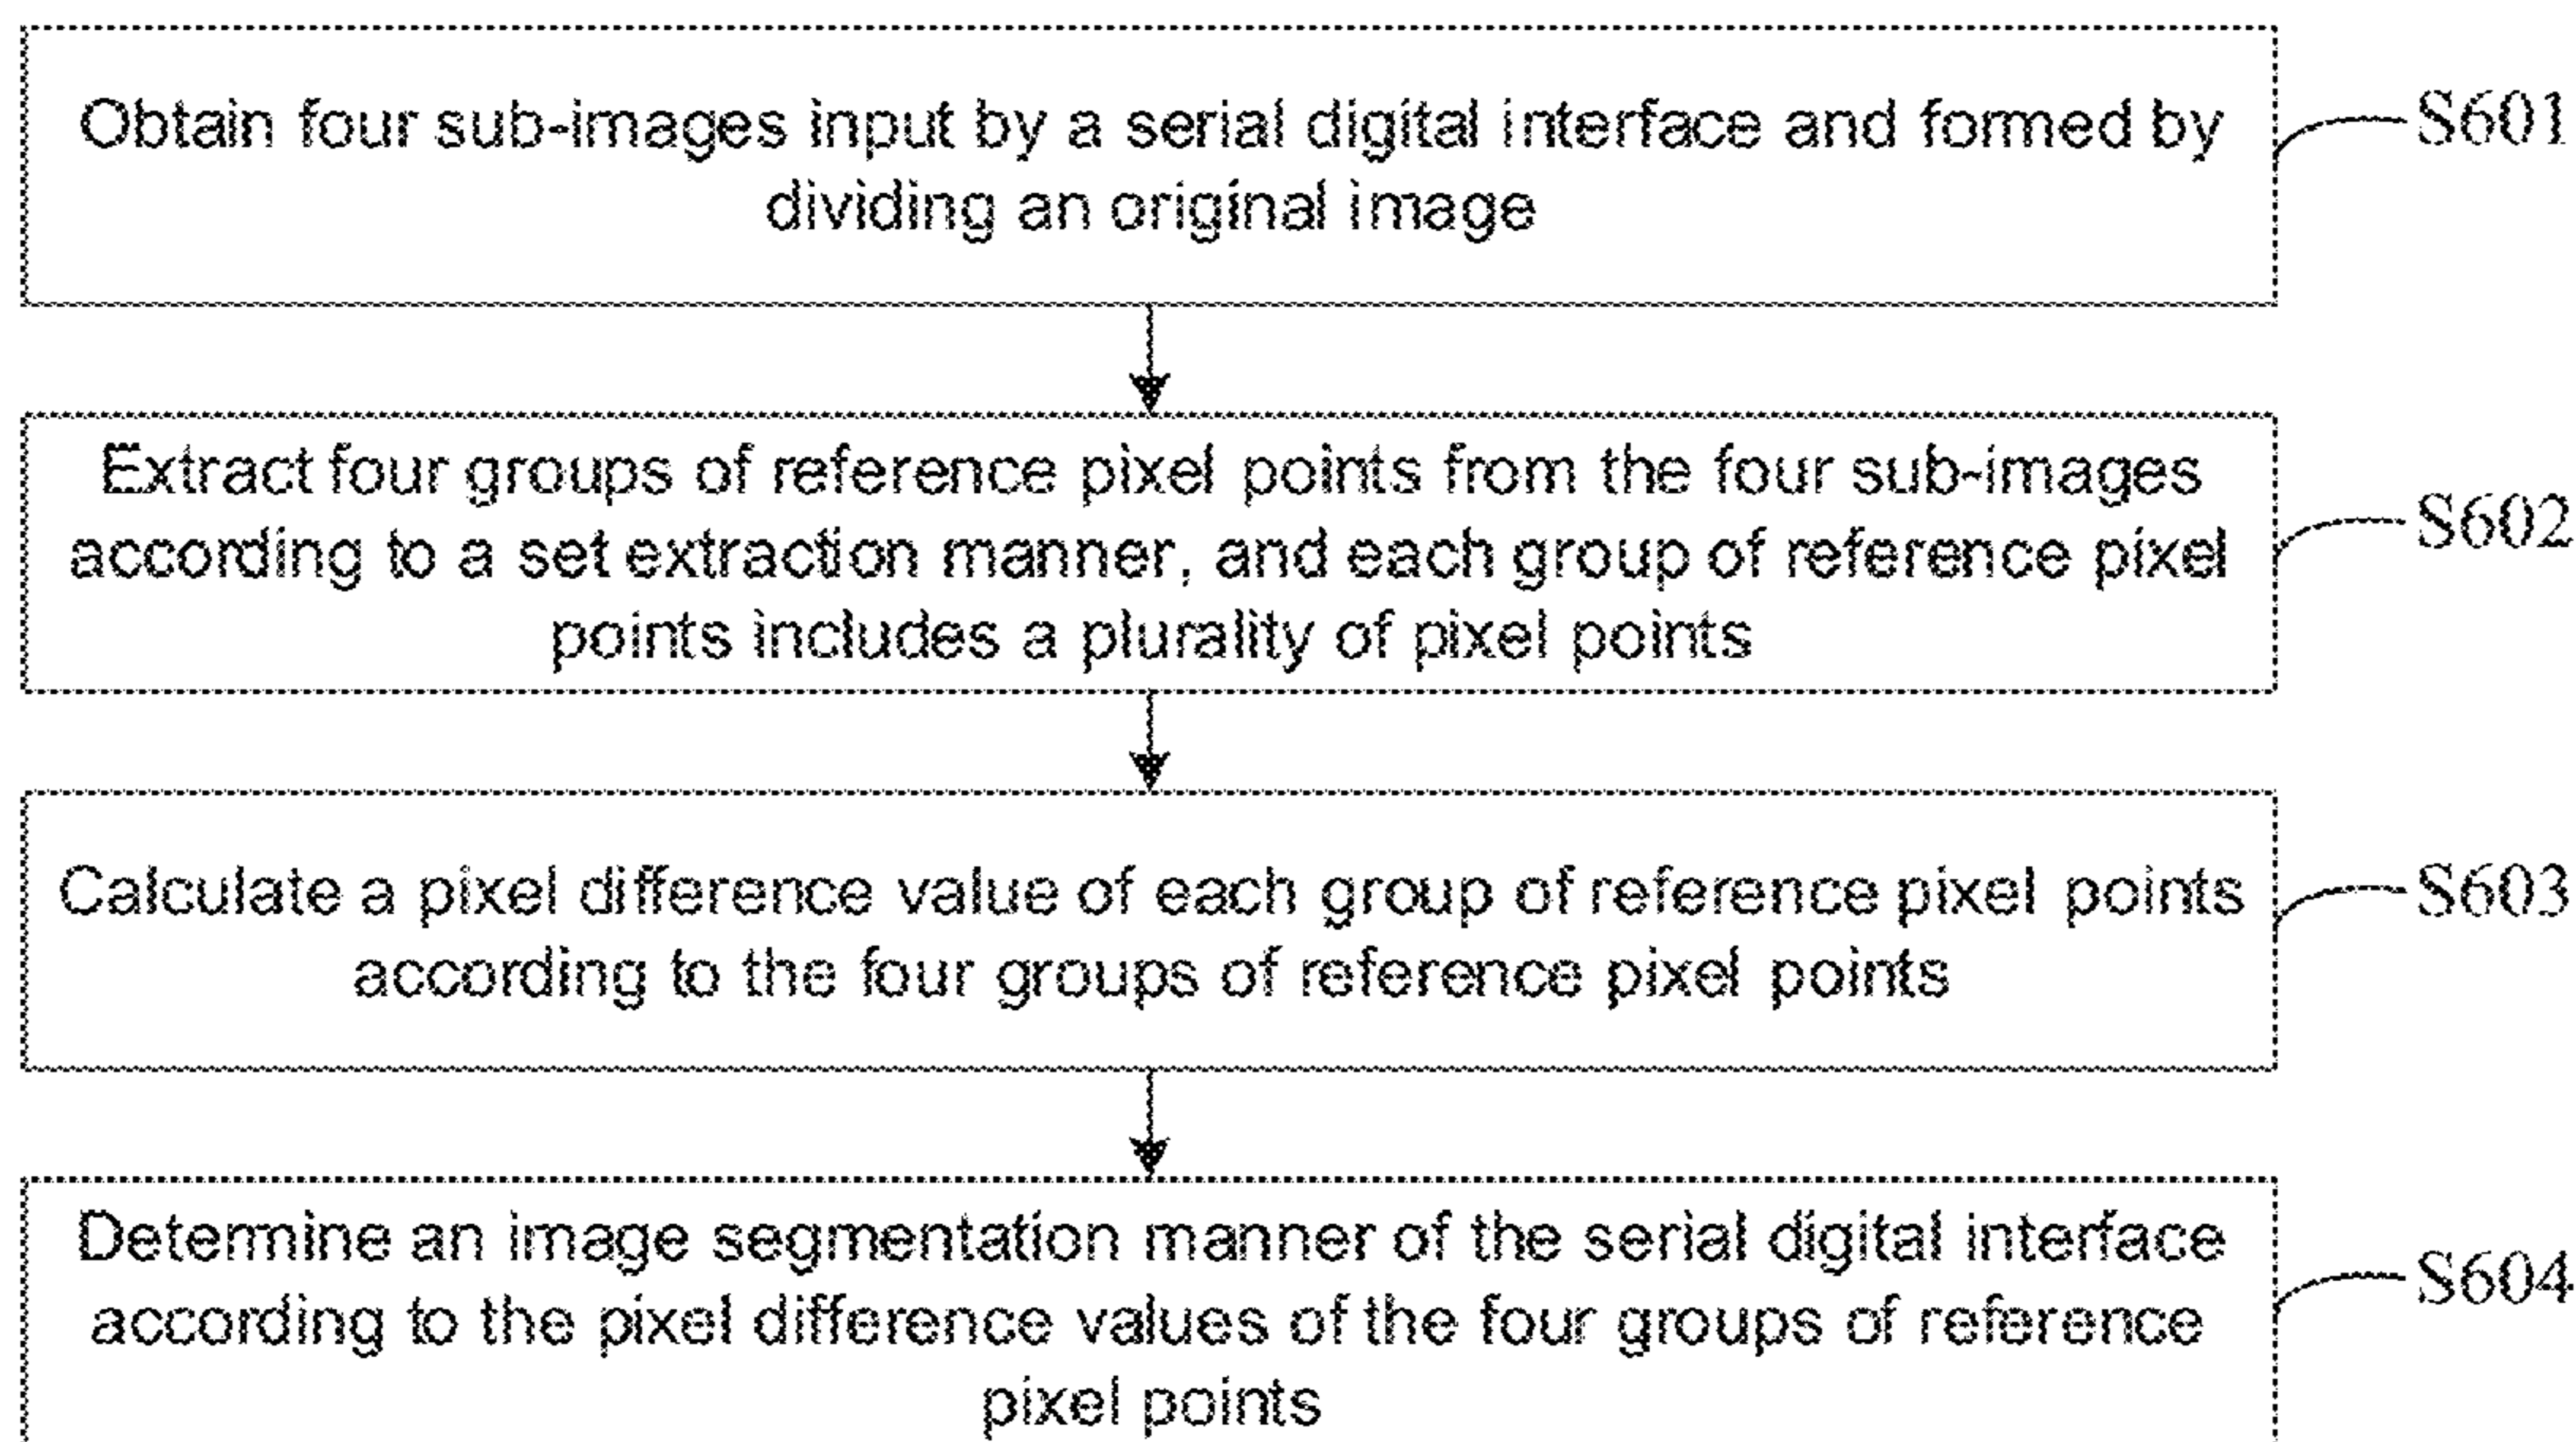 Obtain four sub-images input by a serial digital interface and formed by
dividing an original image
S601
Extract four groups of reference pixel points from the four sub-images
according to a set extraction manner, and each group of reference pixel
points includes a plurality of pixel points
S602
Calculate a pixel difference value of each group of reference pixel points
according to the four groups of reference pixel points
S603
Determine an image segmentation manner of the serial digital interface
according to the pixel difference values of the four groups of reference
pixel points
S604